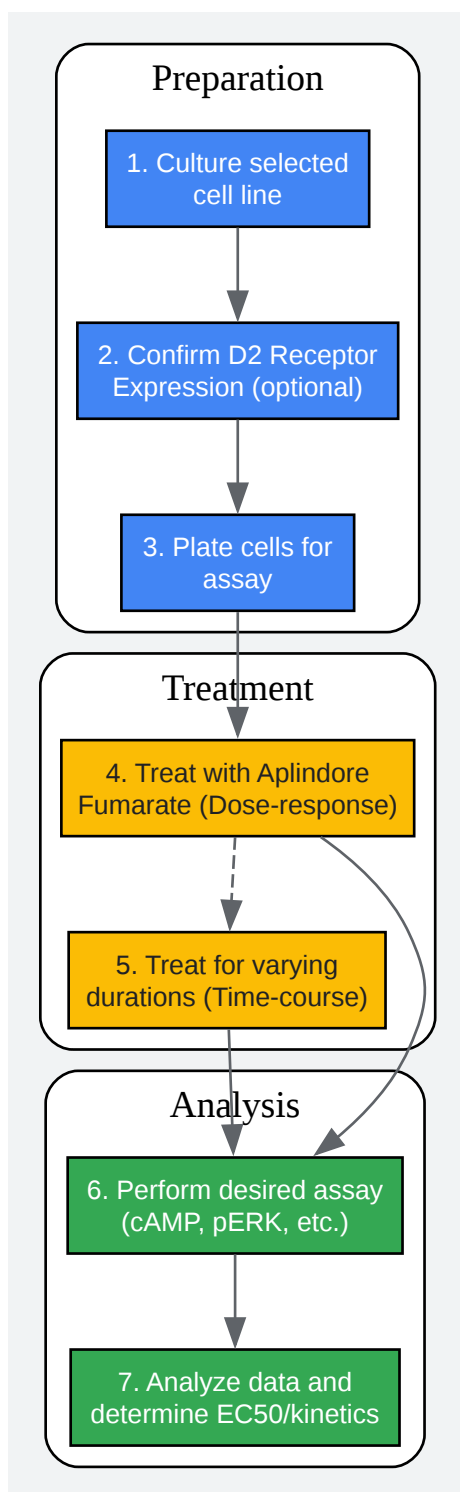 Preparation
1. Culture selected
cell line
2. Confirm D2 Receptor
Expression (optional)
3. Plate cells for
assay
Treatment
4. Treat with Aplindore
Fumarate (Dose-response)
5. Treat for varying
durations (Time-course)
Analysis
6. Perform desired assay
(cAMP, pERK, etc.)
7. Analyze data and
determine EC50/kinetics